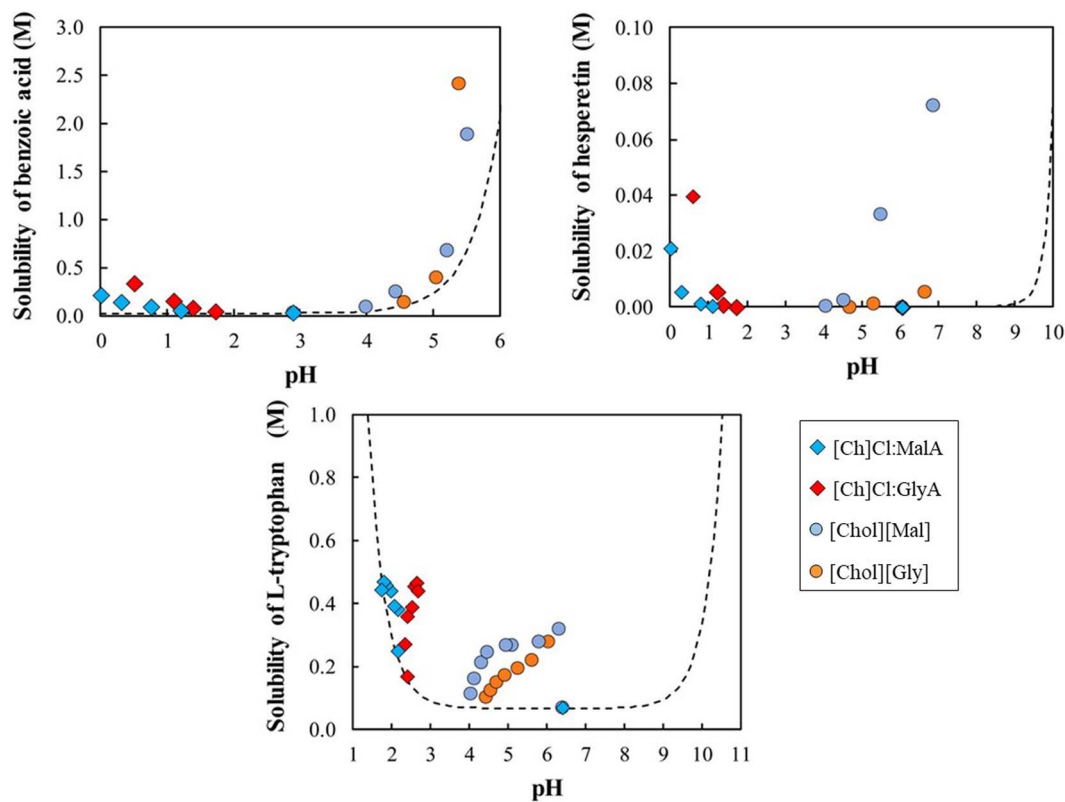 Solubility of benzoic acid (M)
3.0
2.5
2.0
1.5
1.0
0.5
0.0
0 1 2 3 4 5 6
pH
Solubility of hesperetin (M)
0.10
0.08
0.06
0.04
0.02
0.00
0 1 2 3 4 5 6 7 8 9 10
pH
Solubility of L-tryptophan (M)
1.0
0.8
0.6
0.4
0.2
0.0
1 2 3 4 5 6 7 8 9 10 11
pH
[Ch]Cl:MalA
[Ch]Cl:GlyA
[Chol][Mal]
[Chol][Gly]